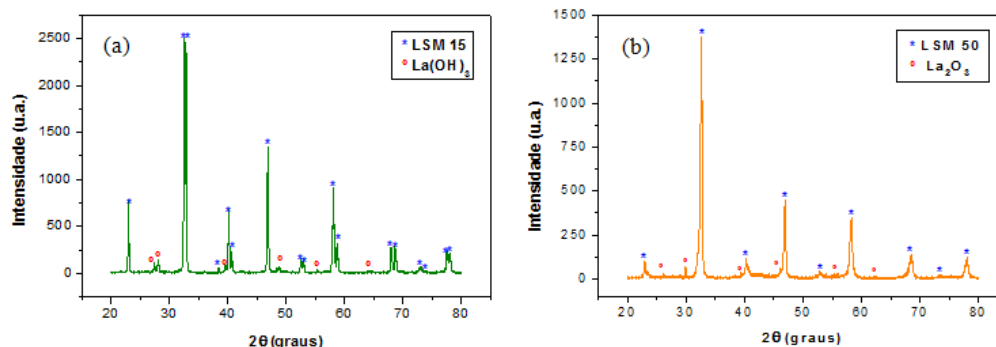 (a)
* LSM 15
° La(OH)₃
Intensidade (u.a.)
2500
2000
1500
1000
500
0
20 30 40 50 60 70 80
2θ (graus)
(b)
* LSM 50
° La₂O₃
Intensidade (u.a.)
1500
1250
1000
750
500
250
0
20 30 40 50 60 70 80
2θ (graus)